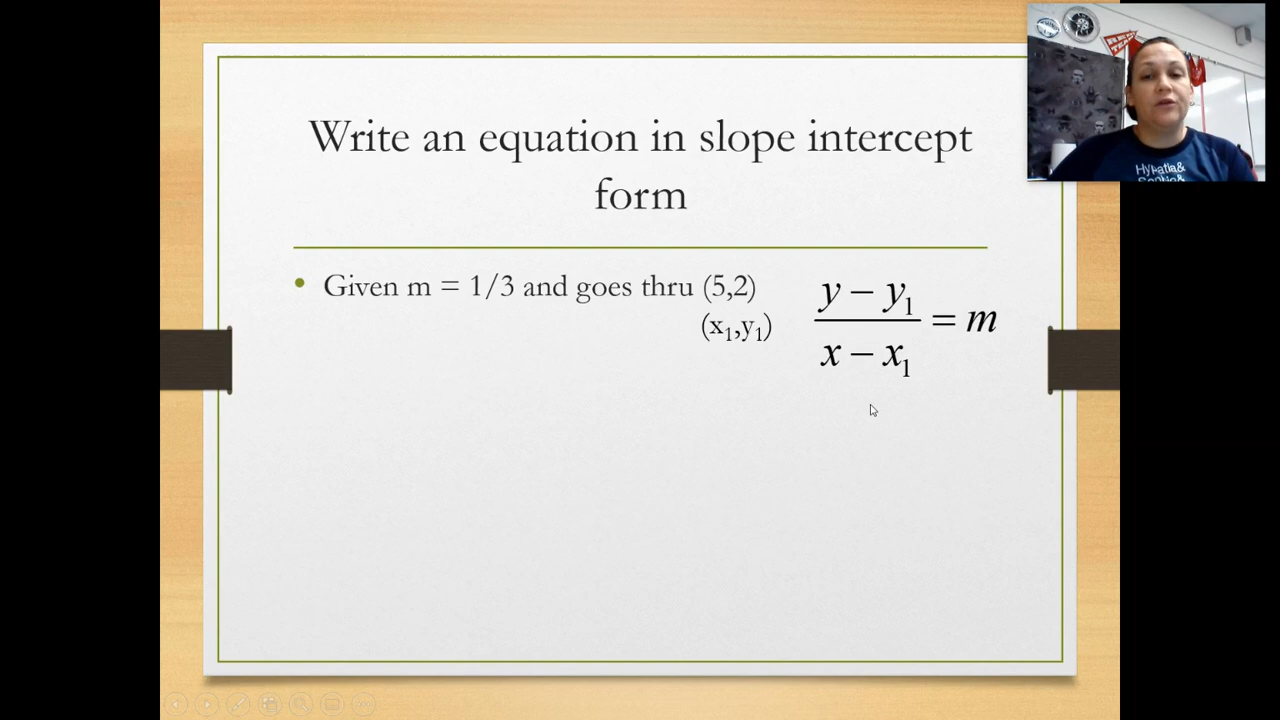 Write an equation in slope intercept
form
• Given m = 1/3 and goes thru (5,2)
(x₁,y₁)
y − y₁
x − x₁
= m
Hypatia&